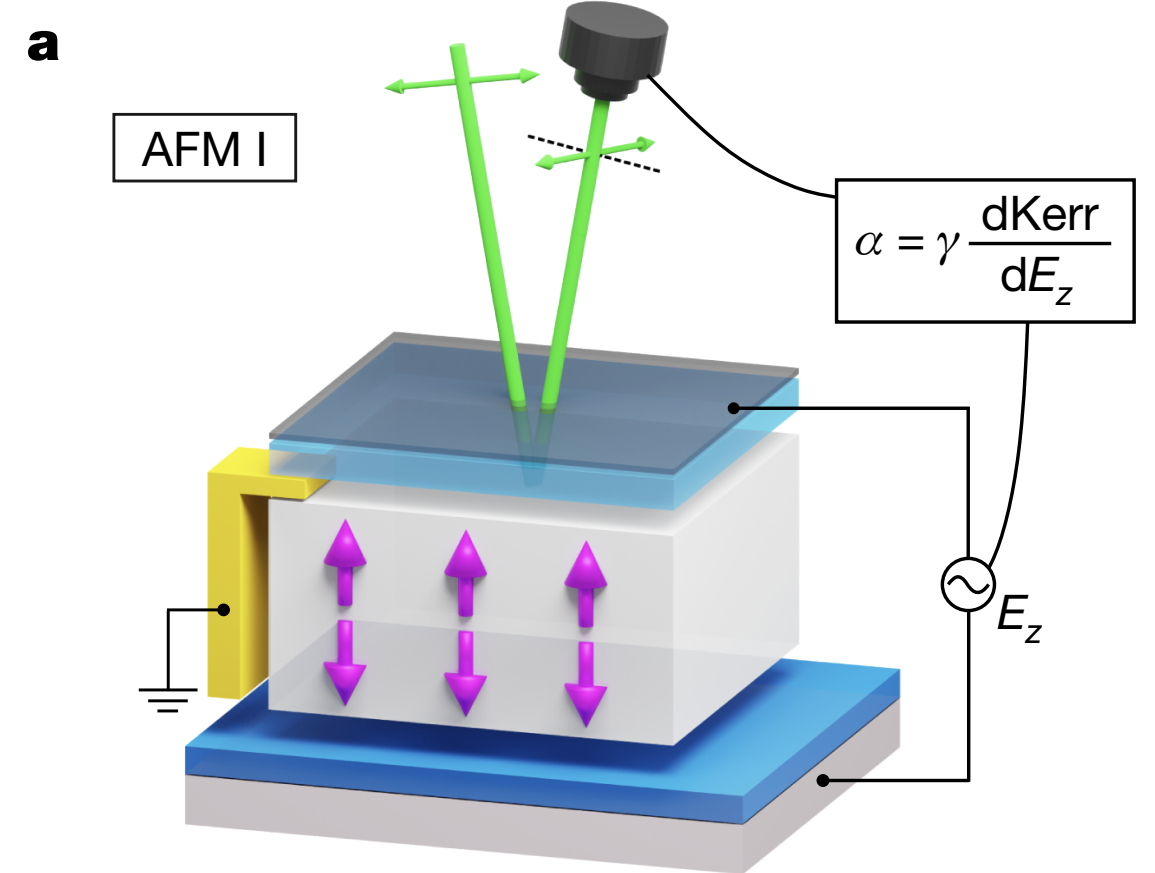 a
AFM I
α = γ dKerr / dE_z
E_z